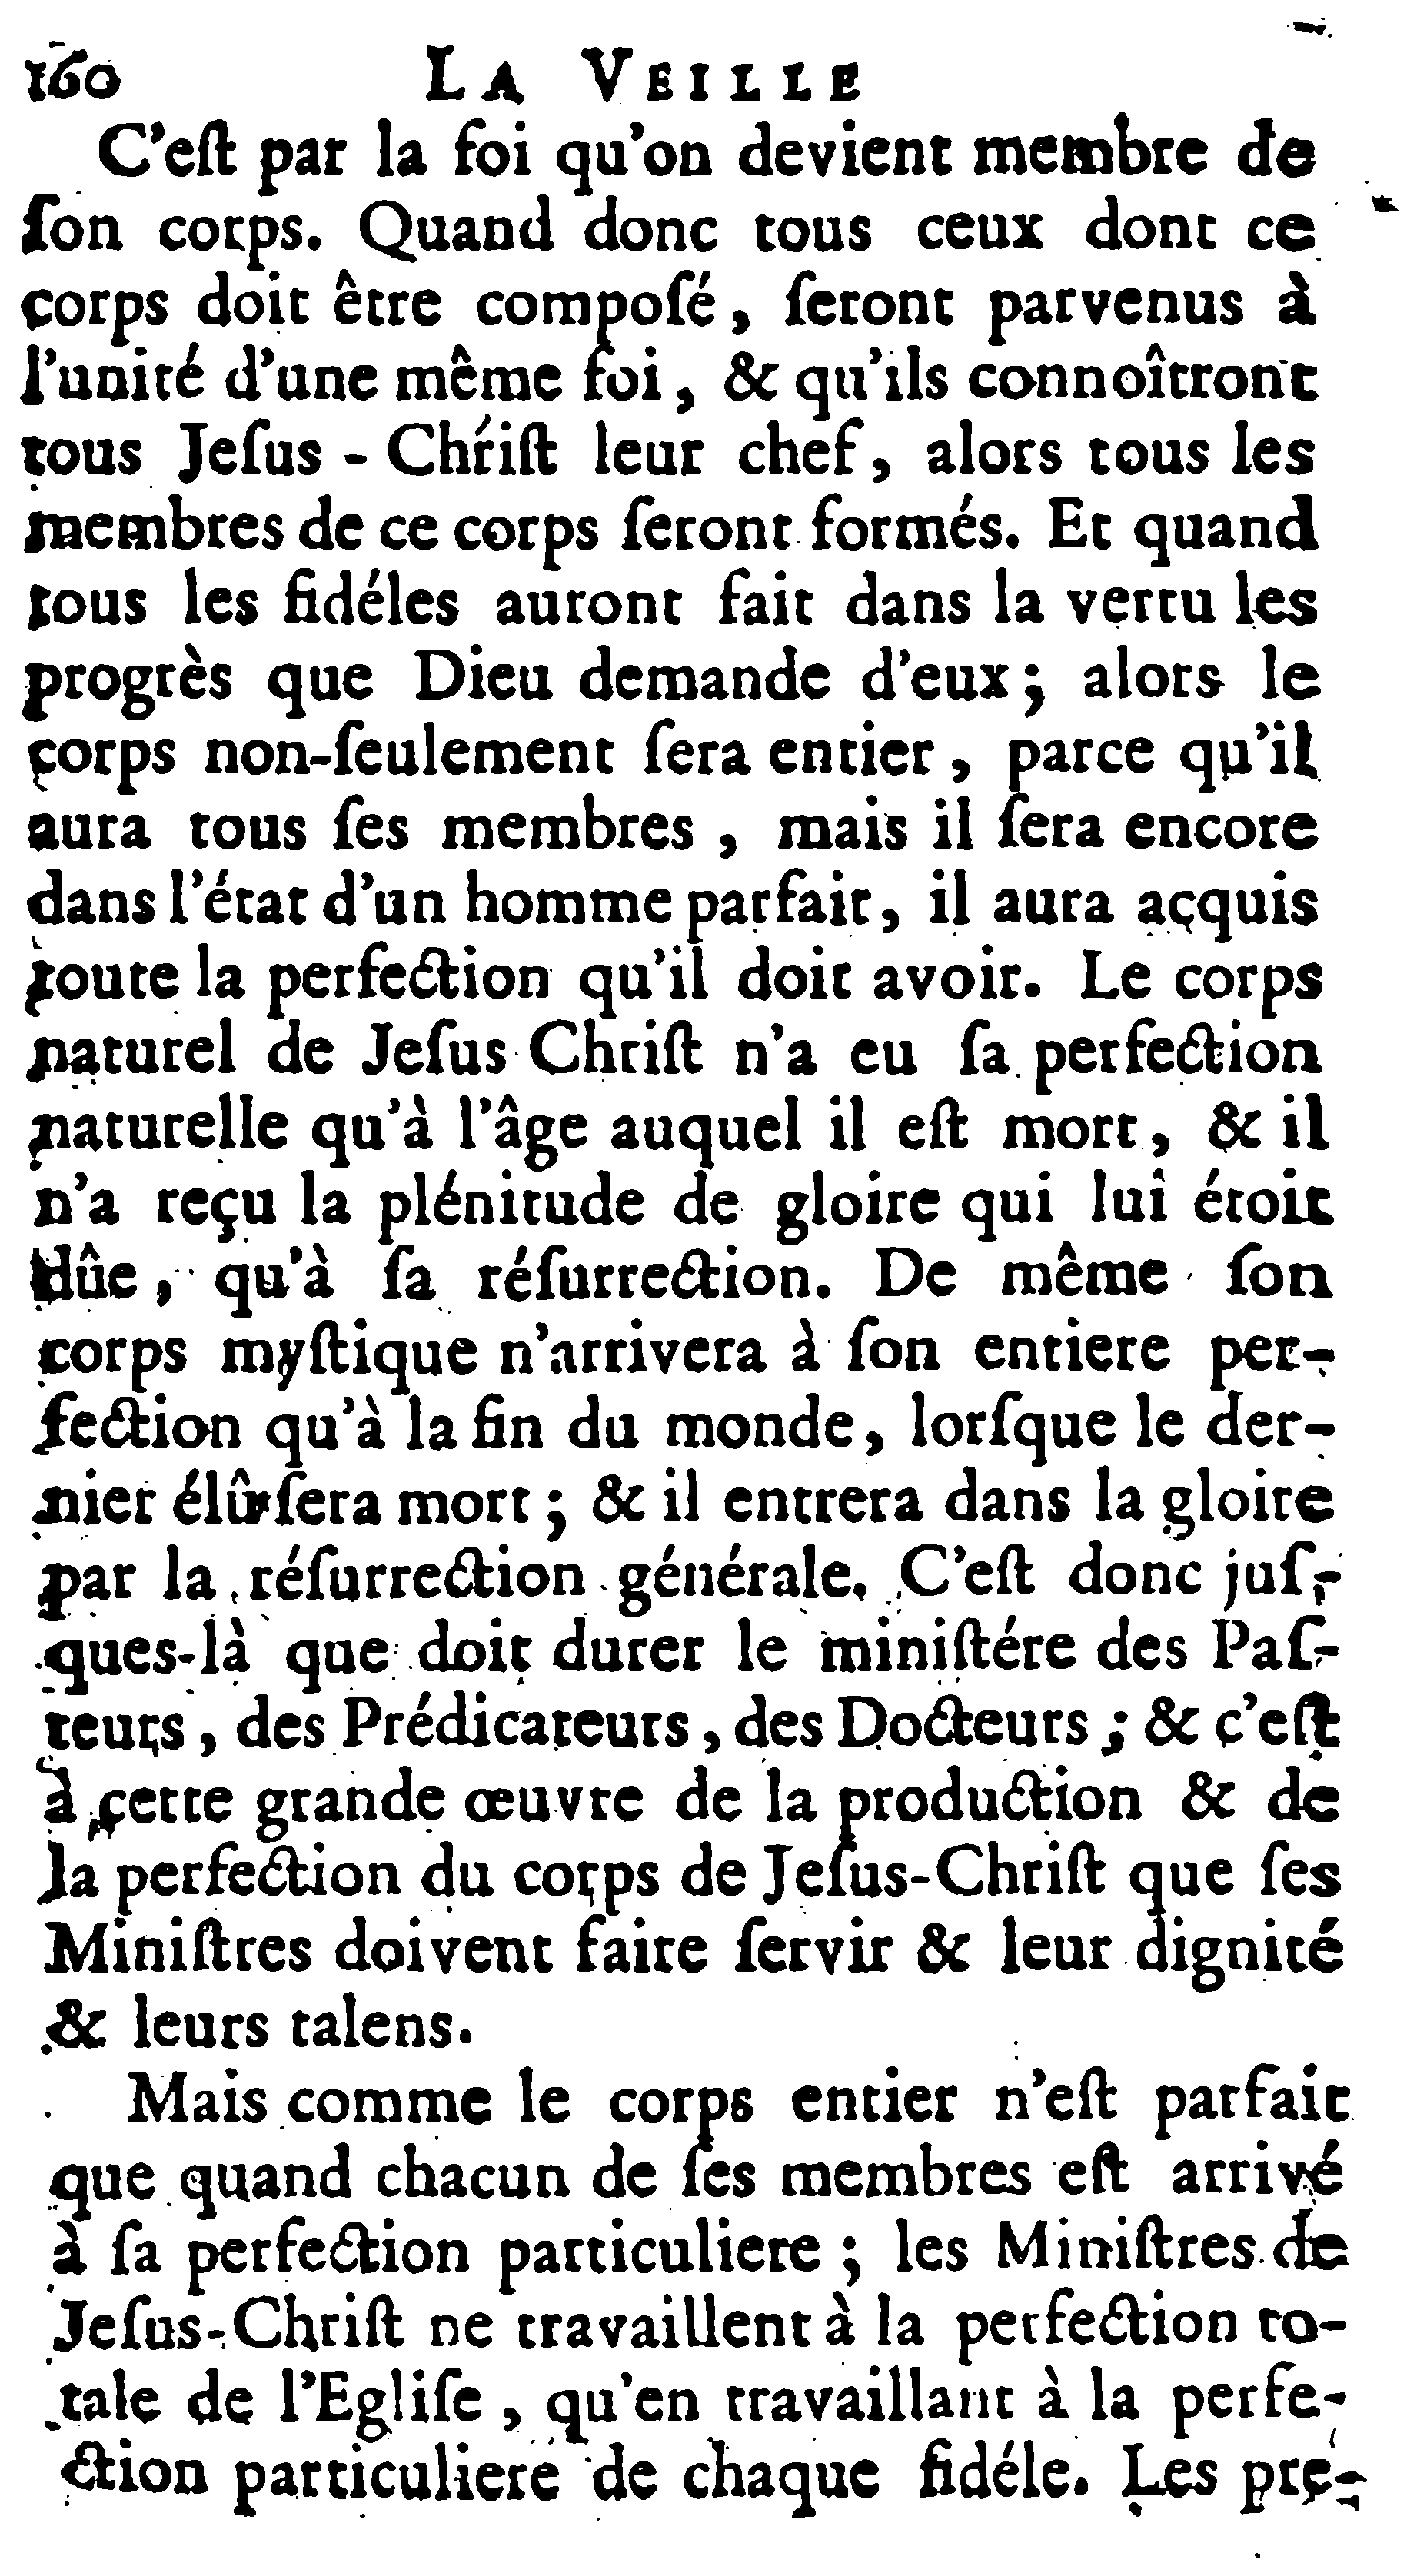 160 LA VEILLE
C'eſt par la foi qu'on devient membre de
ſon corps. Quand donc tous ceux dont ce
corps doit être compoſé, ſeront parvenus à
l'unité d'une même foi, & qu'ils connoîtront
tous Jeſus-Chriſt leur chef, alors tous les
membres de ce corps ſeront formés. Et quand
tous les fidéles auront fait dans la vertu les
progrès que Dieu demande d'eux; alors le
corps non-ſeulement ſera entier, parce qu'il
aura tous ſes membres, mais il ſera encore
dans l'état d'un homme parfait, il aura acquis
toute la perfection qu'il doit avoir. Le corps
naturel de Jeſus Chriſt n'a eu ſa perfection
naturelle qu'à l'âge auquel il eſt mort, & il
n'a reçu la plénitude de gloire qui lui étoit
dûe, qu'à ſa réſurrection. De même ſon
corps myſtique n'arrivera à ſon entiere per-
fection qu'à la fin du monde, lorſque le der-
nier élû ſera mort; & il entrera dans la gloire
par la réſurrection générale. C'eſt donc juſ-
ques-là que doit durer le miniſtére des Paſ-
teurs, des Prédicateurs, des Docteurs; & c'eſt
à cette grande œuvre de la production & de
la perfection du corps de Jeſus-Chriſt que ſes
Miniſtres doivent faire ſervir & leur dignité
& leurs talens.
Mais comme le corps entier n'eſt parfait
que quand chacun de ſes membres eſt arrivé
à ſa perfection particuliere; les Miniſtres de
Jeſus-Chriſt ne travaillent à la perfection to-
tale de l'Egliſe, qu'en travaillant à la perfe-
ction particuliere de chaque fidéle. Les pre-